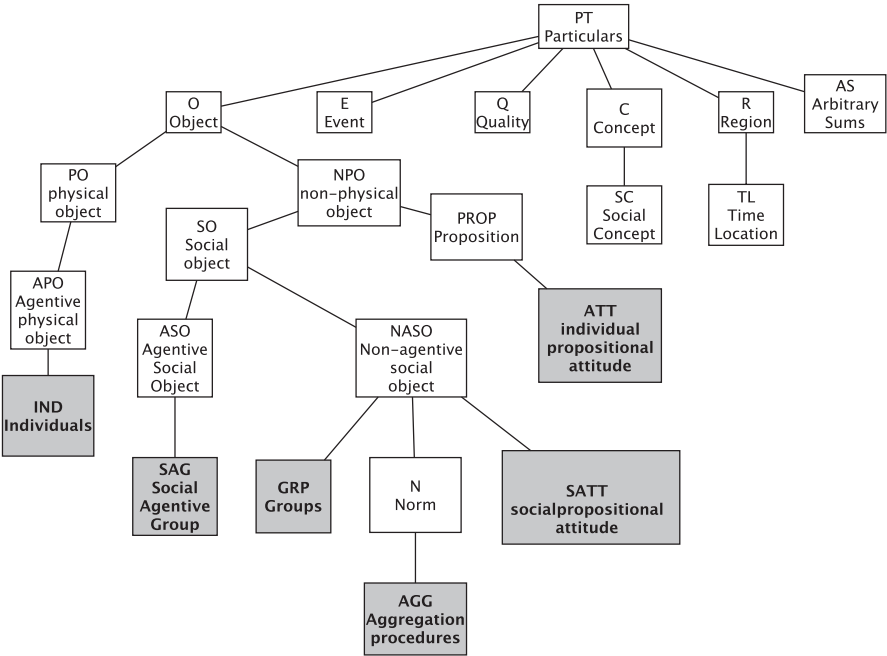 PT
Particulars
O
Object
E
Event
Q
Quality
C
Concept
R
Region
AS
Arbitrary
Sums
PO
physical
object
NPO
non-physical
object
PROP
Proposition
SC
Social
Concept
TL
Time
Location
SO
Social
object
APO
Agentive
physical
object
ASO
Agentive
Social
Object
NASO
Non-agentive
social
object
ATT
individual
propositional
attitude
IND
Individuals
SAG
Social
Agentive
Group
GRP
Groups
N
Norm
SATT
socialpropositional
attitude
AGG
Aggregation
procedures